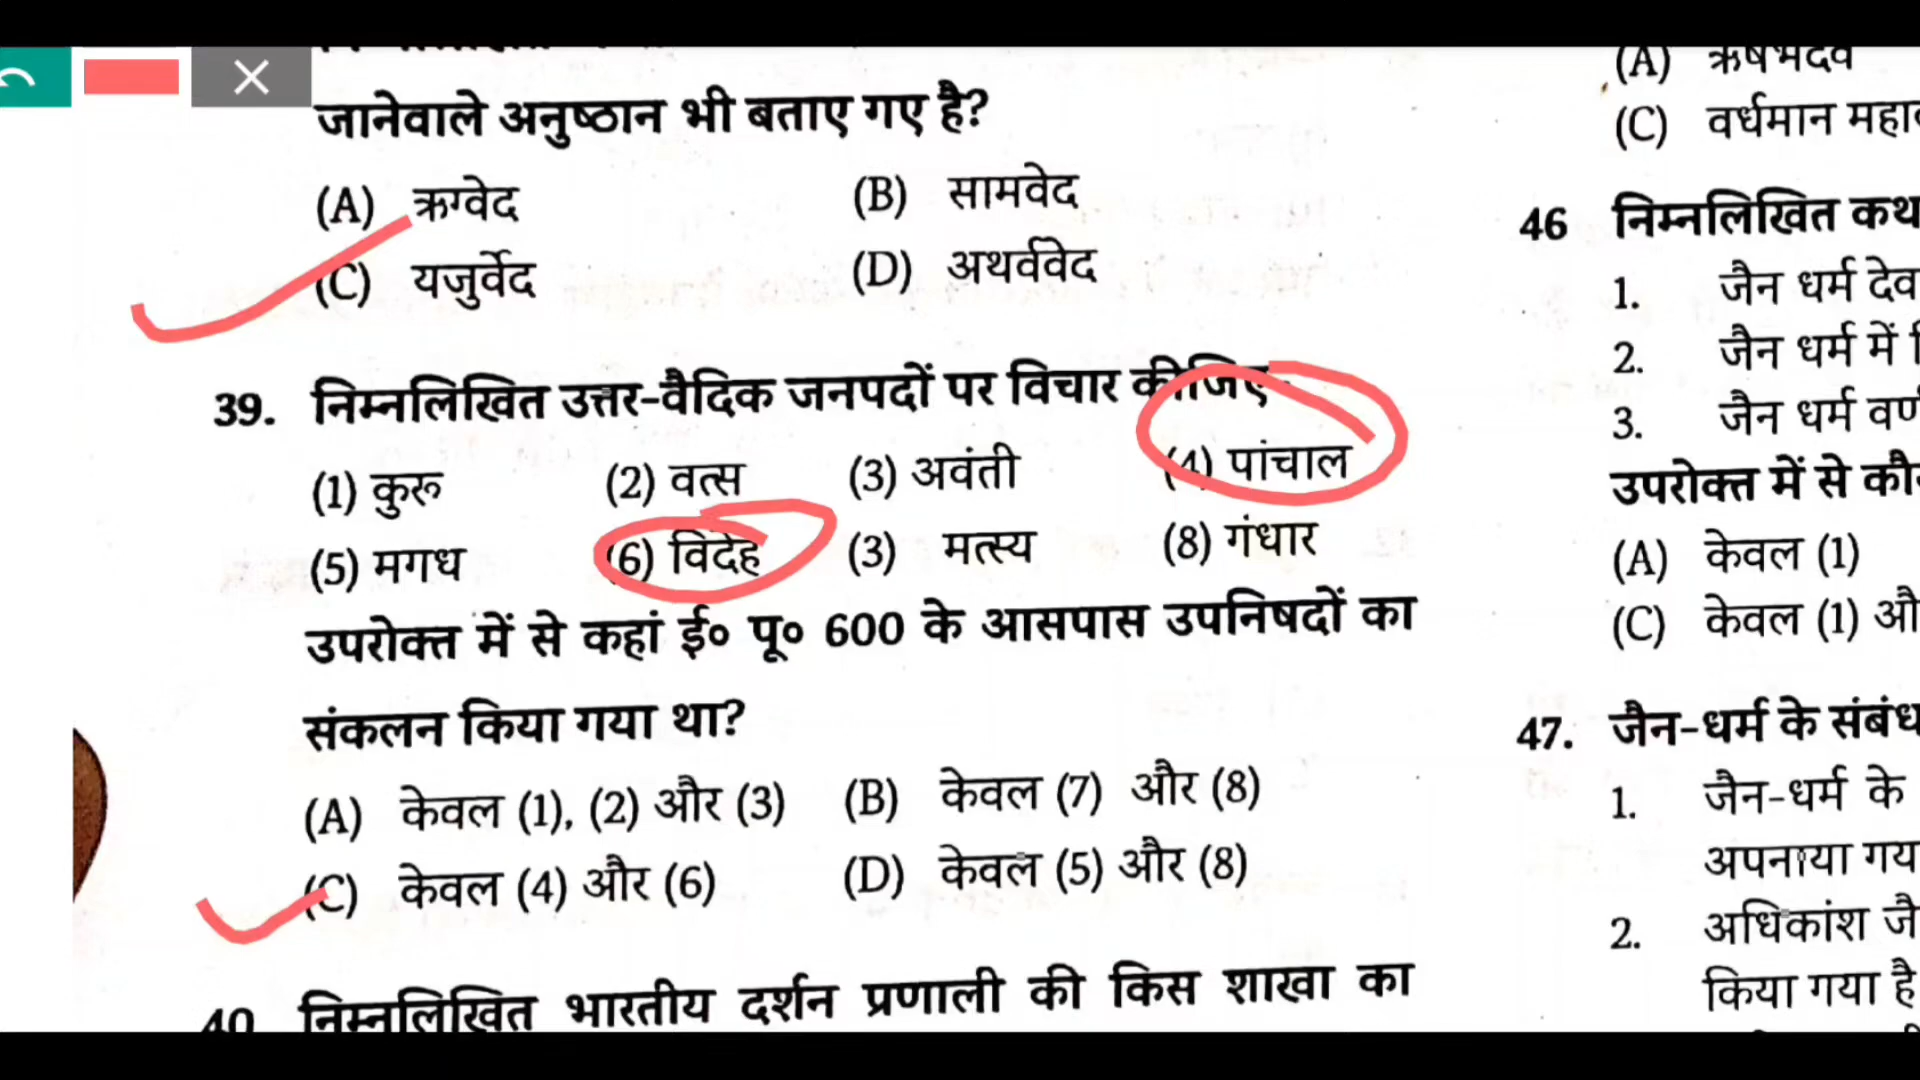 जानेवाले अनुष्ठान भी बताए गए है?
(A) ऋग्वेद (B) सामवेद
(C) यजुर्वेद (D) अथर्ववेद
39. निम्नलिखित उत्तर-वैदिक जनपदों पर विचार कीजिए-
(1) कुरू (2) वत्स (3) अवंती (4) पांचाल
(5) मगध (6) विदेह (3) मत्स्य (8) गंधार
उपरोक्त में से कहां ई० पू० 600 के आसपास उपनिषदों का
संकलन किया गया था?
(A) केवल (1), (2) और (3) (B) केवल (7) और (8)
(C) केवल (4) और (6) (D) केवल (5) और (8)
40 निम्नलिखित भारतीय दर्शन प्रणाली की किस शाखा का
(A) ऋषभदेव
(C) वर्धमान
46 निम्नलिखित
1. जैन धर्म
2. जैन धर्म में
3. जैन धर्म
उपरोक्त में से
(A) केवल (1)
(C) केवल (1)
47. जैन-धर्म के
1. जैन-धर्म के
अपनाया
2. अधिकांश
किया गया है